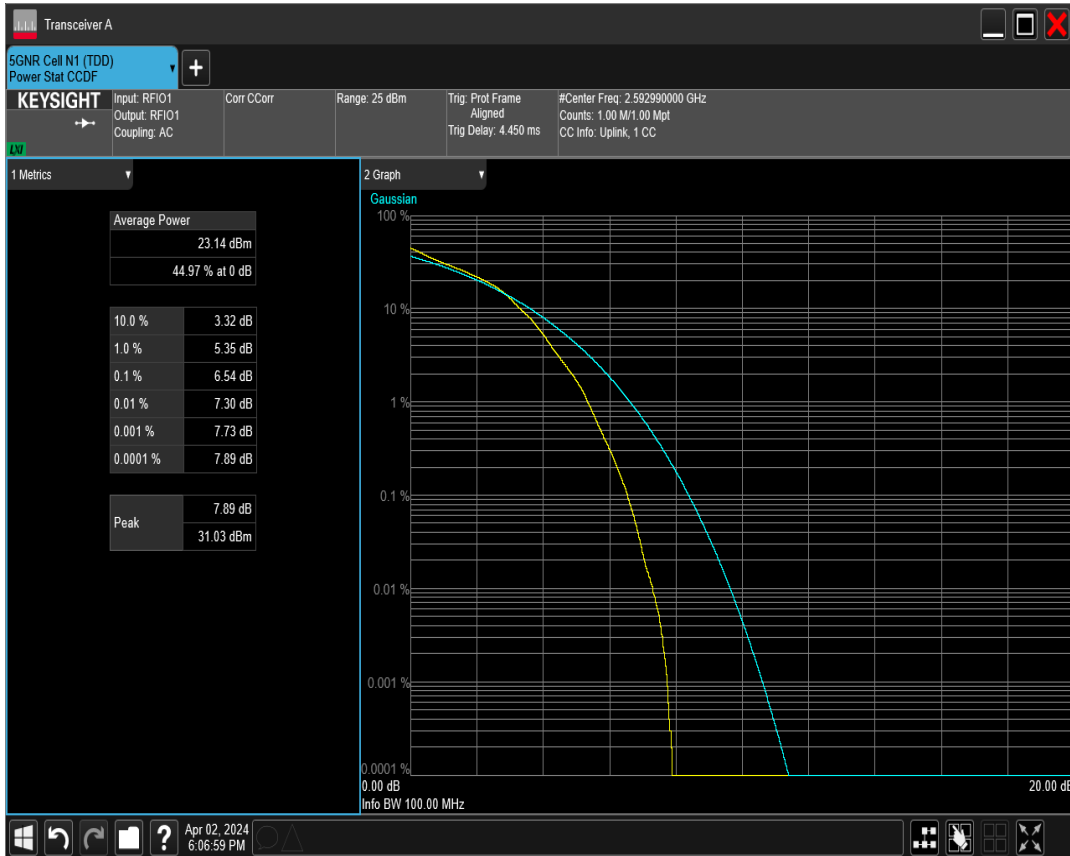 Transceiver A
5GNR Cell N1 (TDD)
Power Stat CCDF
KEYSIGHT
LXI
Input: RFIO1
Output: RFIO1
Coupling: AC
Corr CCorr
Range: 25 dBm
Trig: Prot Frame
Aligned
Trig Delay: 4.450 ms
#Center Freq: 2.592990000 GHz
Counts: 1.00 M/1.00 Mpt
CC Info: Uplink, 1 CC
1 Metrics
Average Power
23.14 dBm
44.97 % at 0 dB
10.0 % 3.32 dB
1.0 % 5.35 dB
0.1 % 6.54 dB
0.01 % 7.30 dB
0.001 % 7.73 dB
0.0001 % 7.89 dB
Peak
7.89 dB
31.03 dBm
2 Graph
Gaussian
100 %
10 %
1 %
0.1 %
0.01 %
0.001 %
0.0001 %
0.00 dB
20.00 dB
Info BW 100.00 MHz
?
Apr 02, 2024
6:06:59 PM